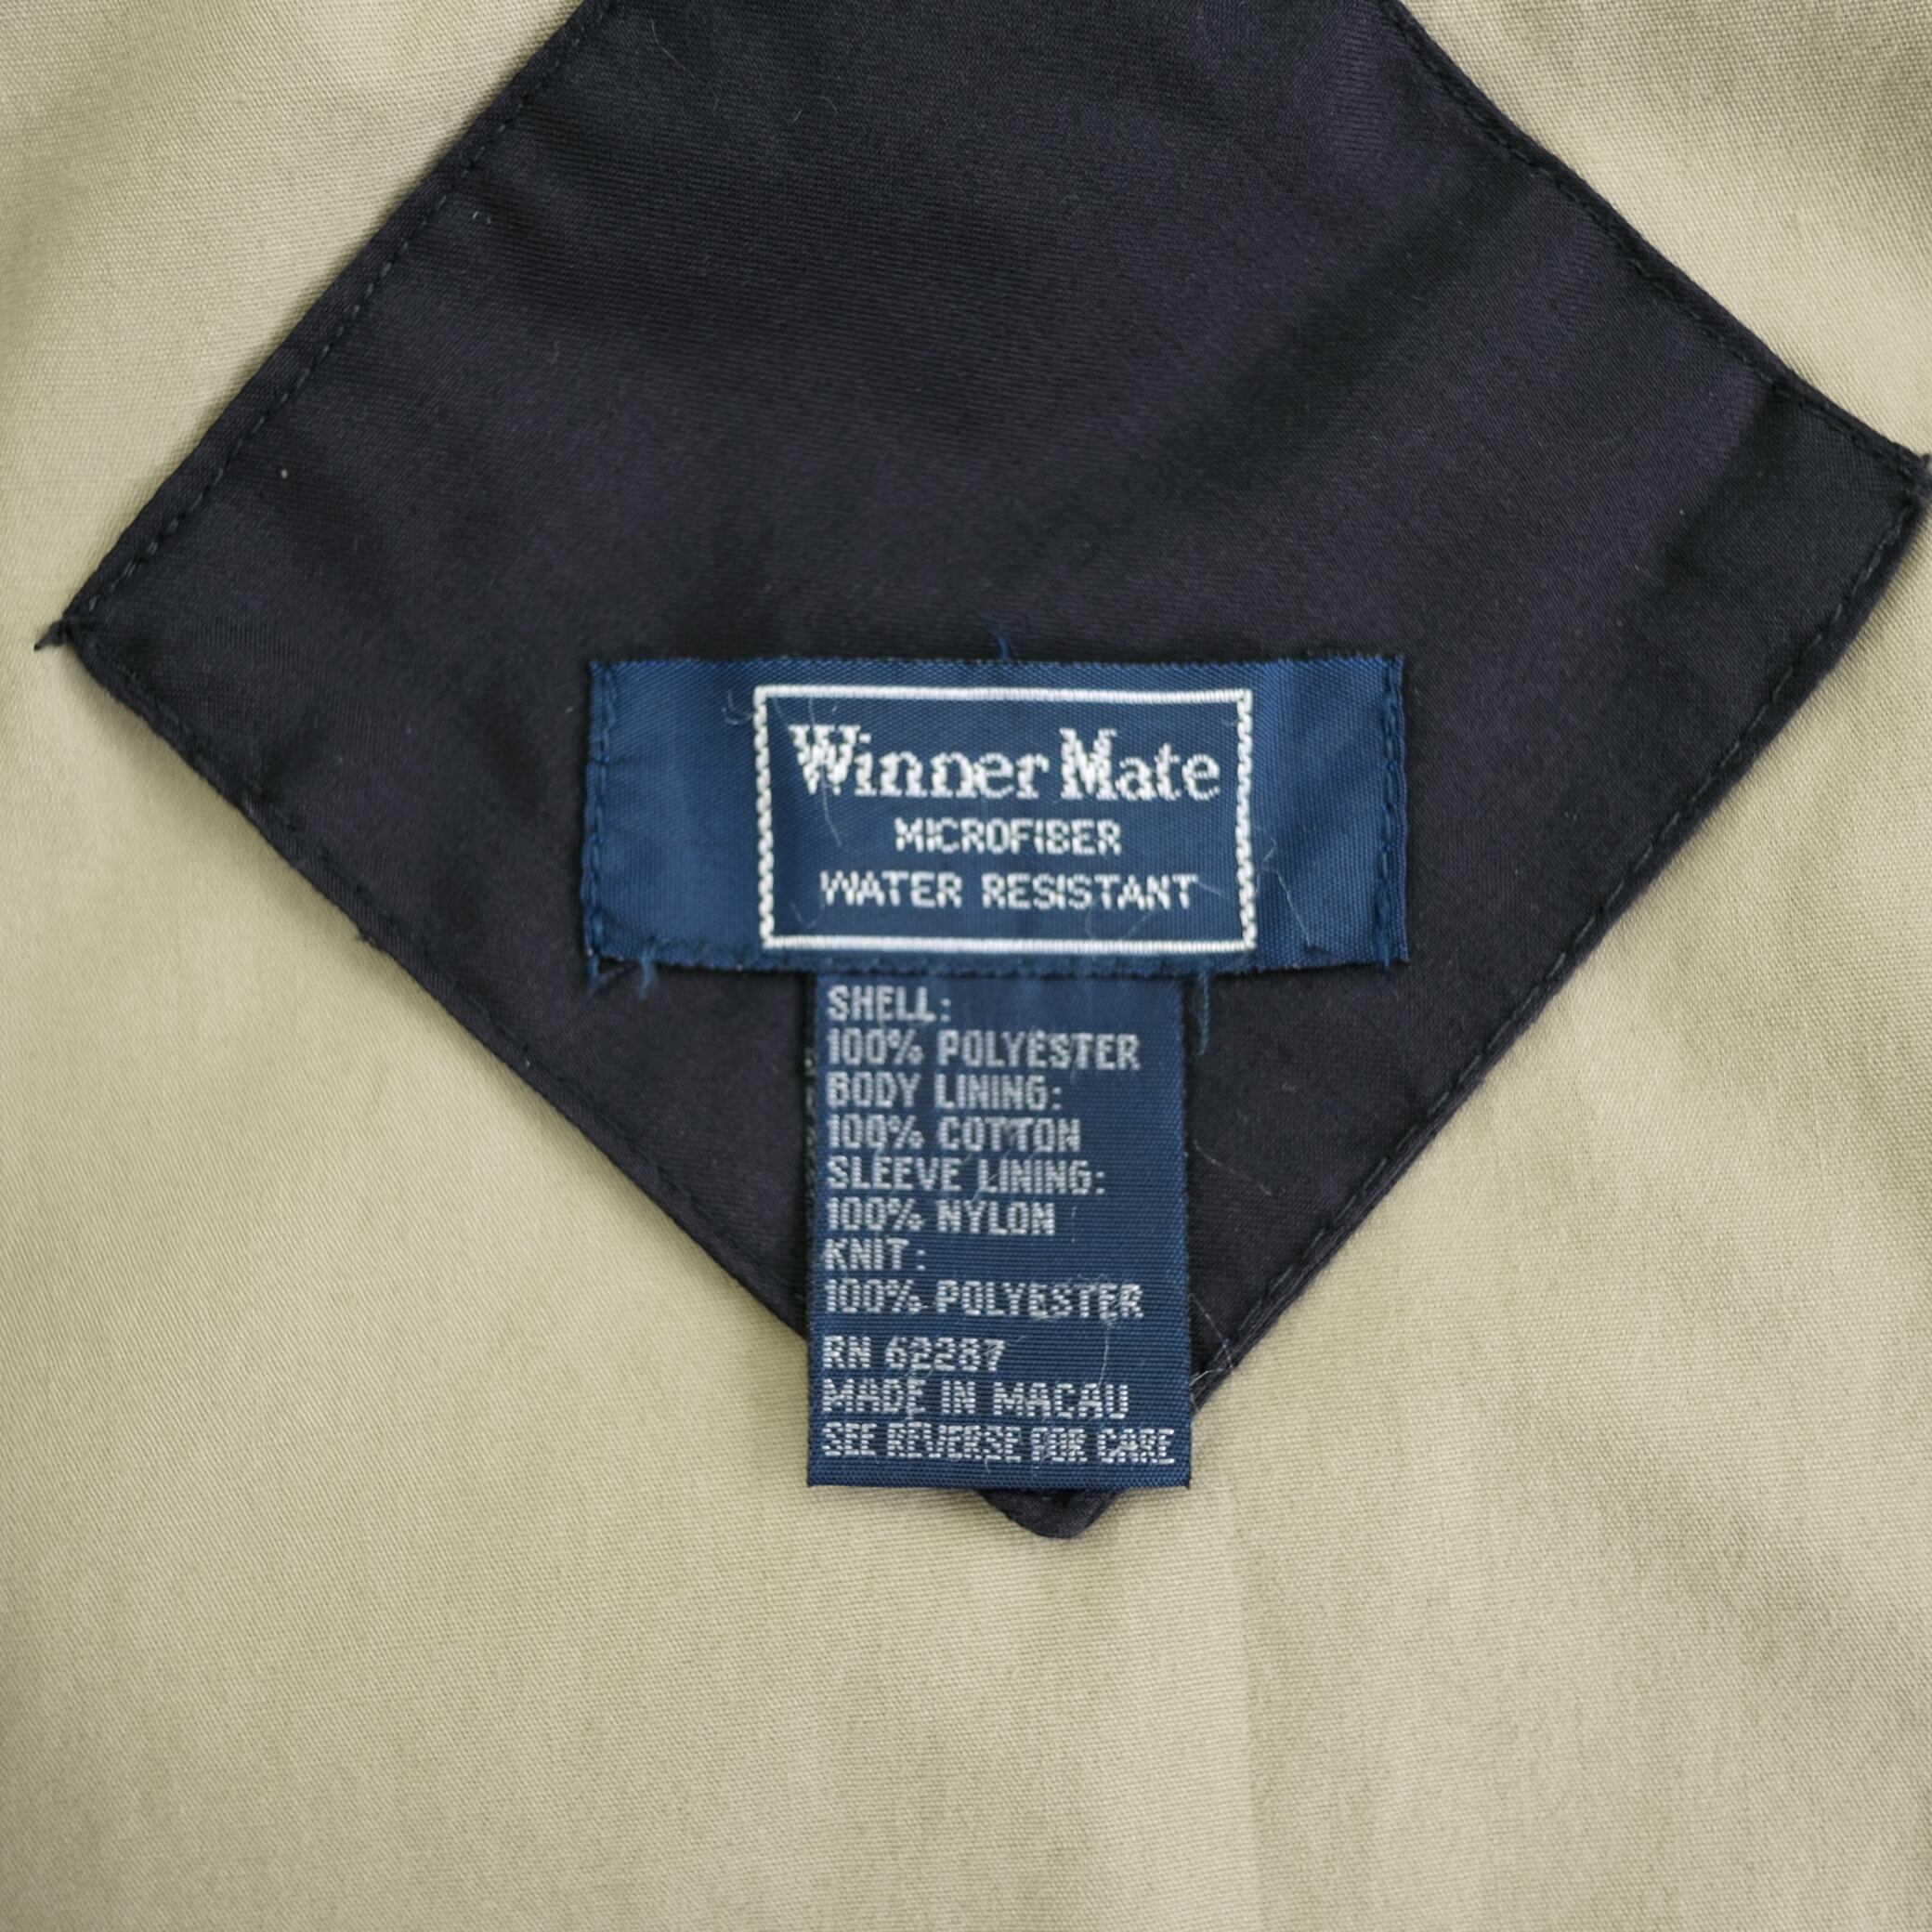 Winner Mate
MICROFIBER
WATER RESISTANT
SHELL:
100% POLYESTER
BODY LINING:
100% COTTON
SLEEVE LINING:
100% NYLON
KNIT:
100% POLYESTER
RN 62287
MADE IN MACAU
SEE REVERSE FOR CARE